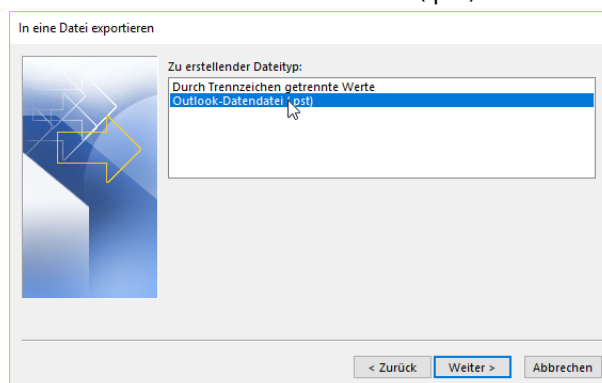 In eine Datei exportieren
Zu erstellender Dateityp:
Durch Trennzeichen getrennte Werte
Outlook-Datendatei (.pst)
< Zurück Weiter > Abbrechen